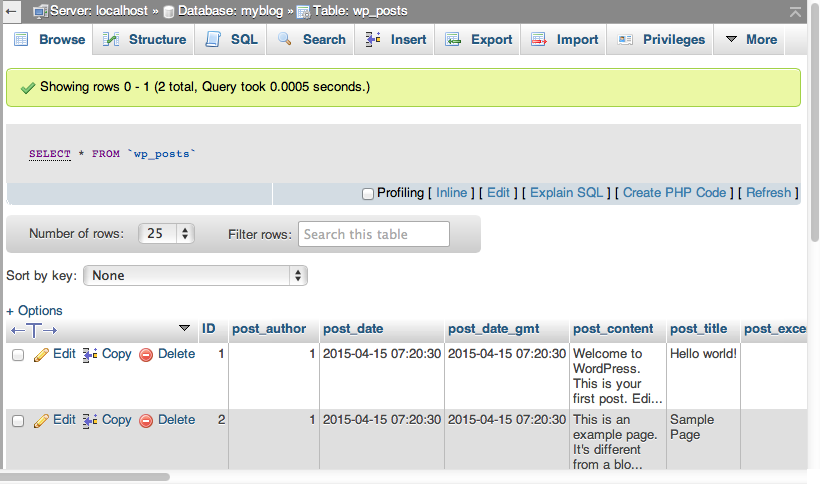 Server: localhost » Database: myblog » Table: wp_posts
Browse Structure SQL Search Insert Export Import Privileges More
Showing rows 0 - 1 (2 total, Query took 0.0005 seconds.)
SELECT * FROM `wp_posts`
Profiling [ Inline ] [ Edit ] [ Explain SQL ] [ Create PHP Code ] [ Refresh ]
Number of rows: 25 Filter rows: Search this table
Sort by key: None
+ Options
←T→ ID post_author post_date post_date_gmt post_content post_title post_exce
Edit Copy Delete 1 1 2015-04-15 07:20:30 2015-04-15 07:20:30 Welcome to Hello world!
WordPress.
This is your
first post. Edi...
Edit Copy Delete 2 1 2015-04-15 07:20:30 2015-04-15 07:20:30 This is an Sample
example page. Page
It's different
from a blo...